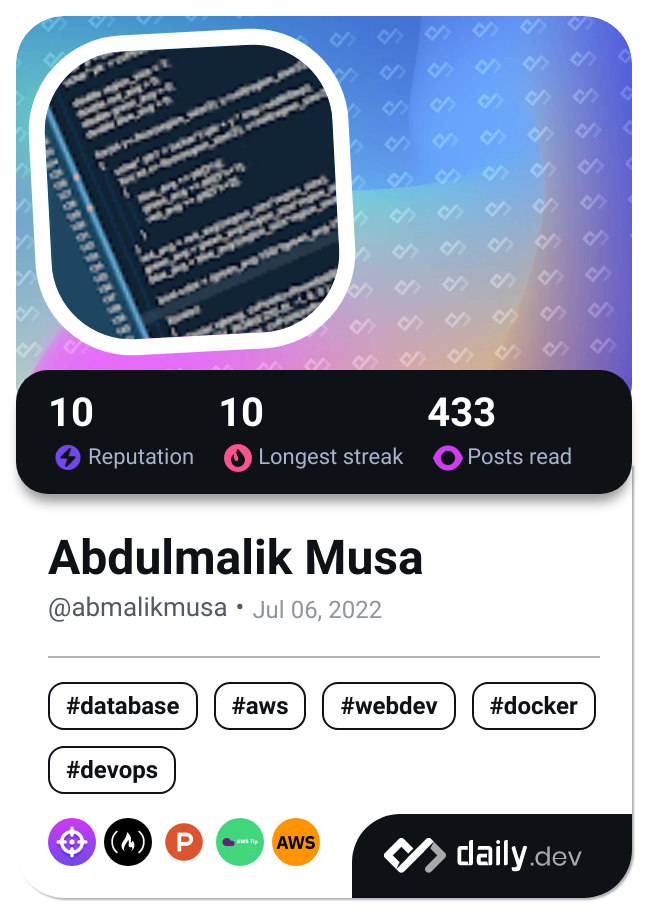 10 10 433
Reputation Longest streak Posts read
Abdulmalik Musa
@abmalikmusa • Jul 06, 2022
#database #aws #webdev #docker
#devops
P AWS Tip AWS
daily.dev